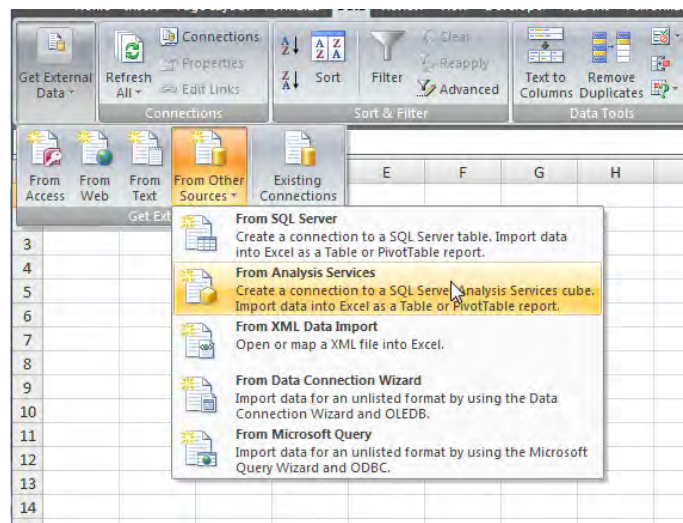 Connections
Properties
Edit Links
Get External
Data
Refresh
All
Connections
Sort
Filter
Clear
Reapply
Advanced
Sort & Filter
Text to
Columns
Remove
Duplicates
Data Tools
From
Access
From
Web
From
Text
From Other
Sources
Existing
Connections
Get Ext
E F G H
From SQL Server
Create a connection to a SQL Server table. Import data
into Excel as a Table or PivotTable report.
From Analysis Services
Create a connection to a SQL Server Analysis Services cube.
Import data into Excel as a Table or PivotTable report.
From XML Data Import
Open or map a XML file into Excel.
From Data Connection Wizard
Import data for an unlisted format by using the Data
Connection Wizard and OLEDB.
From Microsoft Query
Import data for an unlisted format by using the Microsoft
Query Wizard and ODBC.
3
4
5
6
7
8
9
10
11
12
13
14